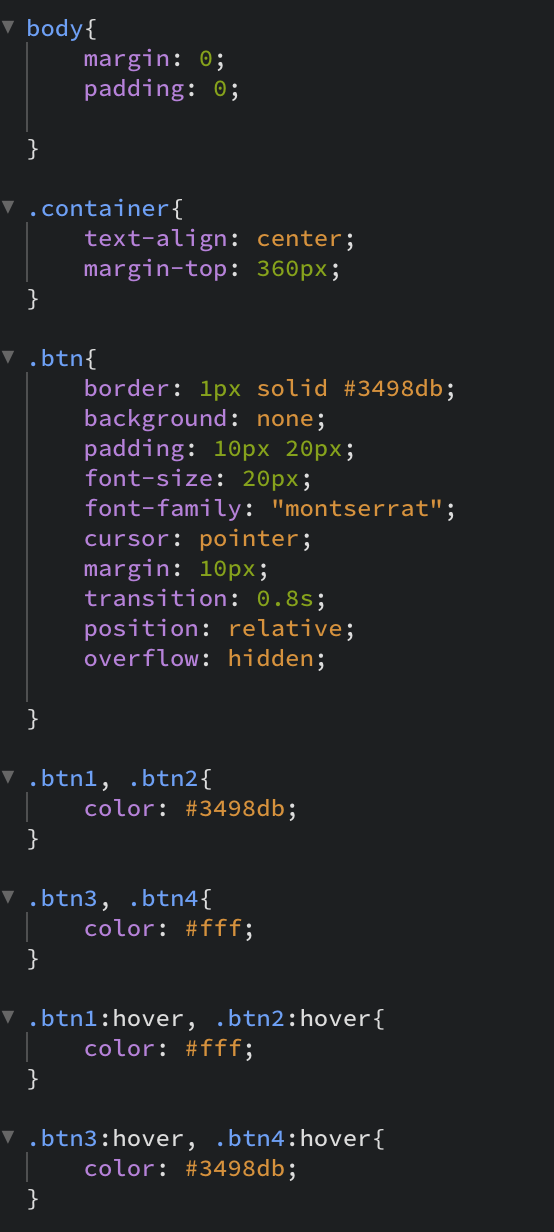 body{
    margin: 0;
    padding: 0;

}

.container{
    text-align: center;
    margin-top: 360px;
}

.btn{
    border: 1px solid #3498db;
    background: none;
    padding: 10px 20px;
    font-size: 20px;
    font-family: "montserrat";
    cursor: pointer;
    margin: 10px;
    transition: 0.8s;
    position: relative;
    overflow: hidden;

}

.btn1, .btn2{
    color: #3498db;
}

.btn3, .btn4{
    color: #fff;
}

.btn1:hover, .btn2:hover{
    color: #fff;
}

.btn3:hover, .btn4:hover{
    color: #3498db;
}